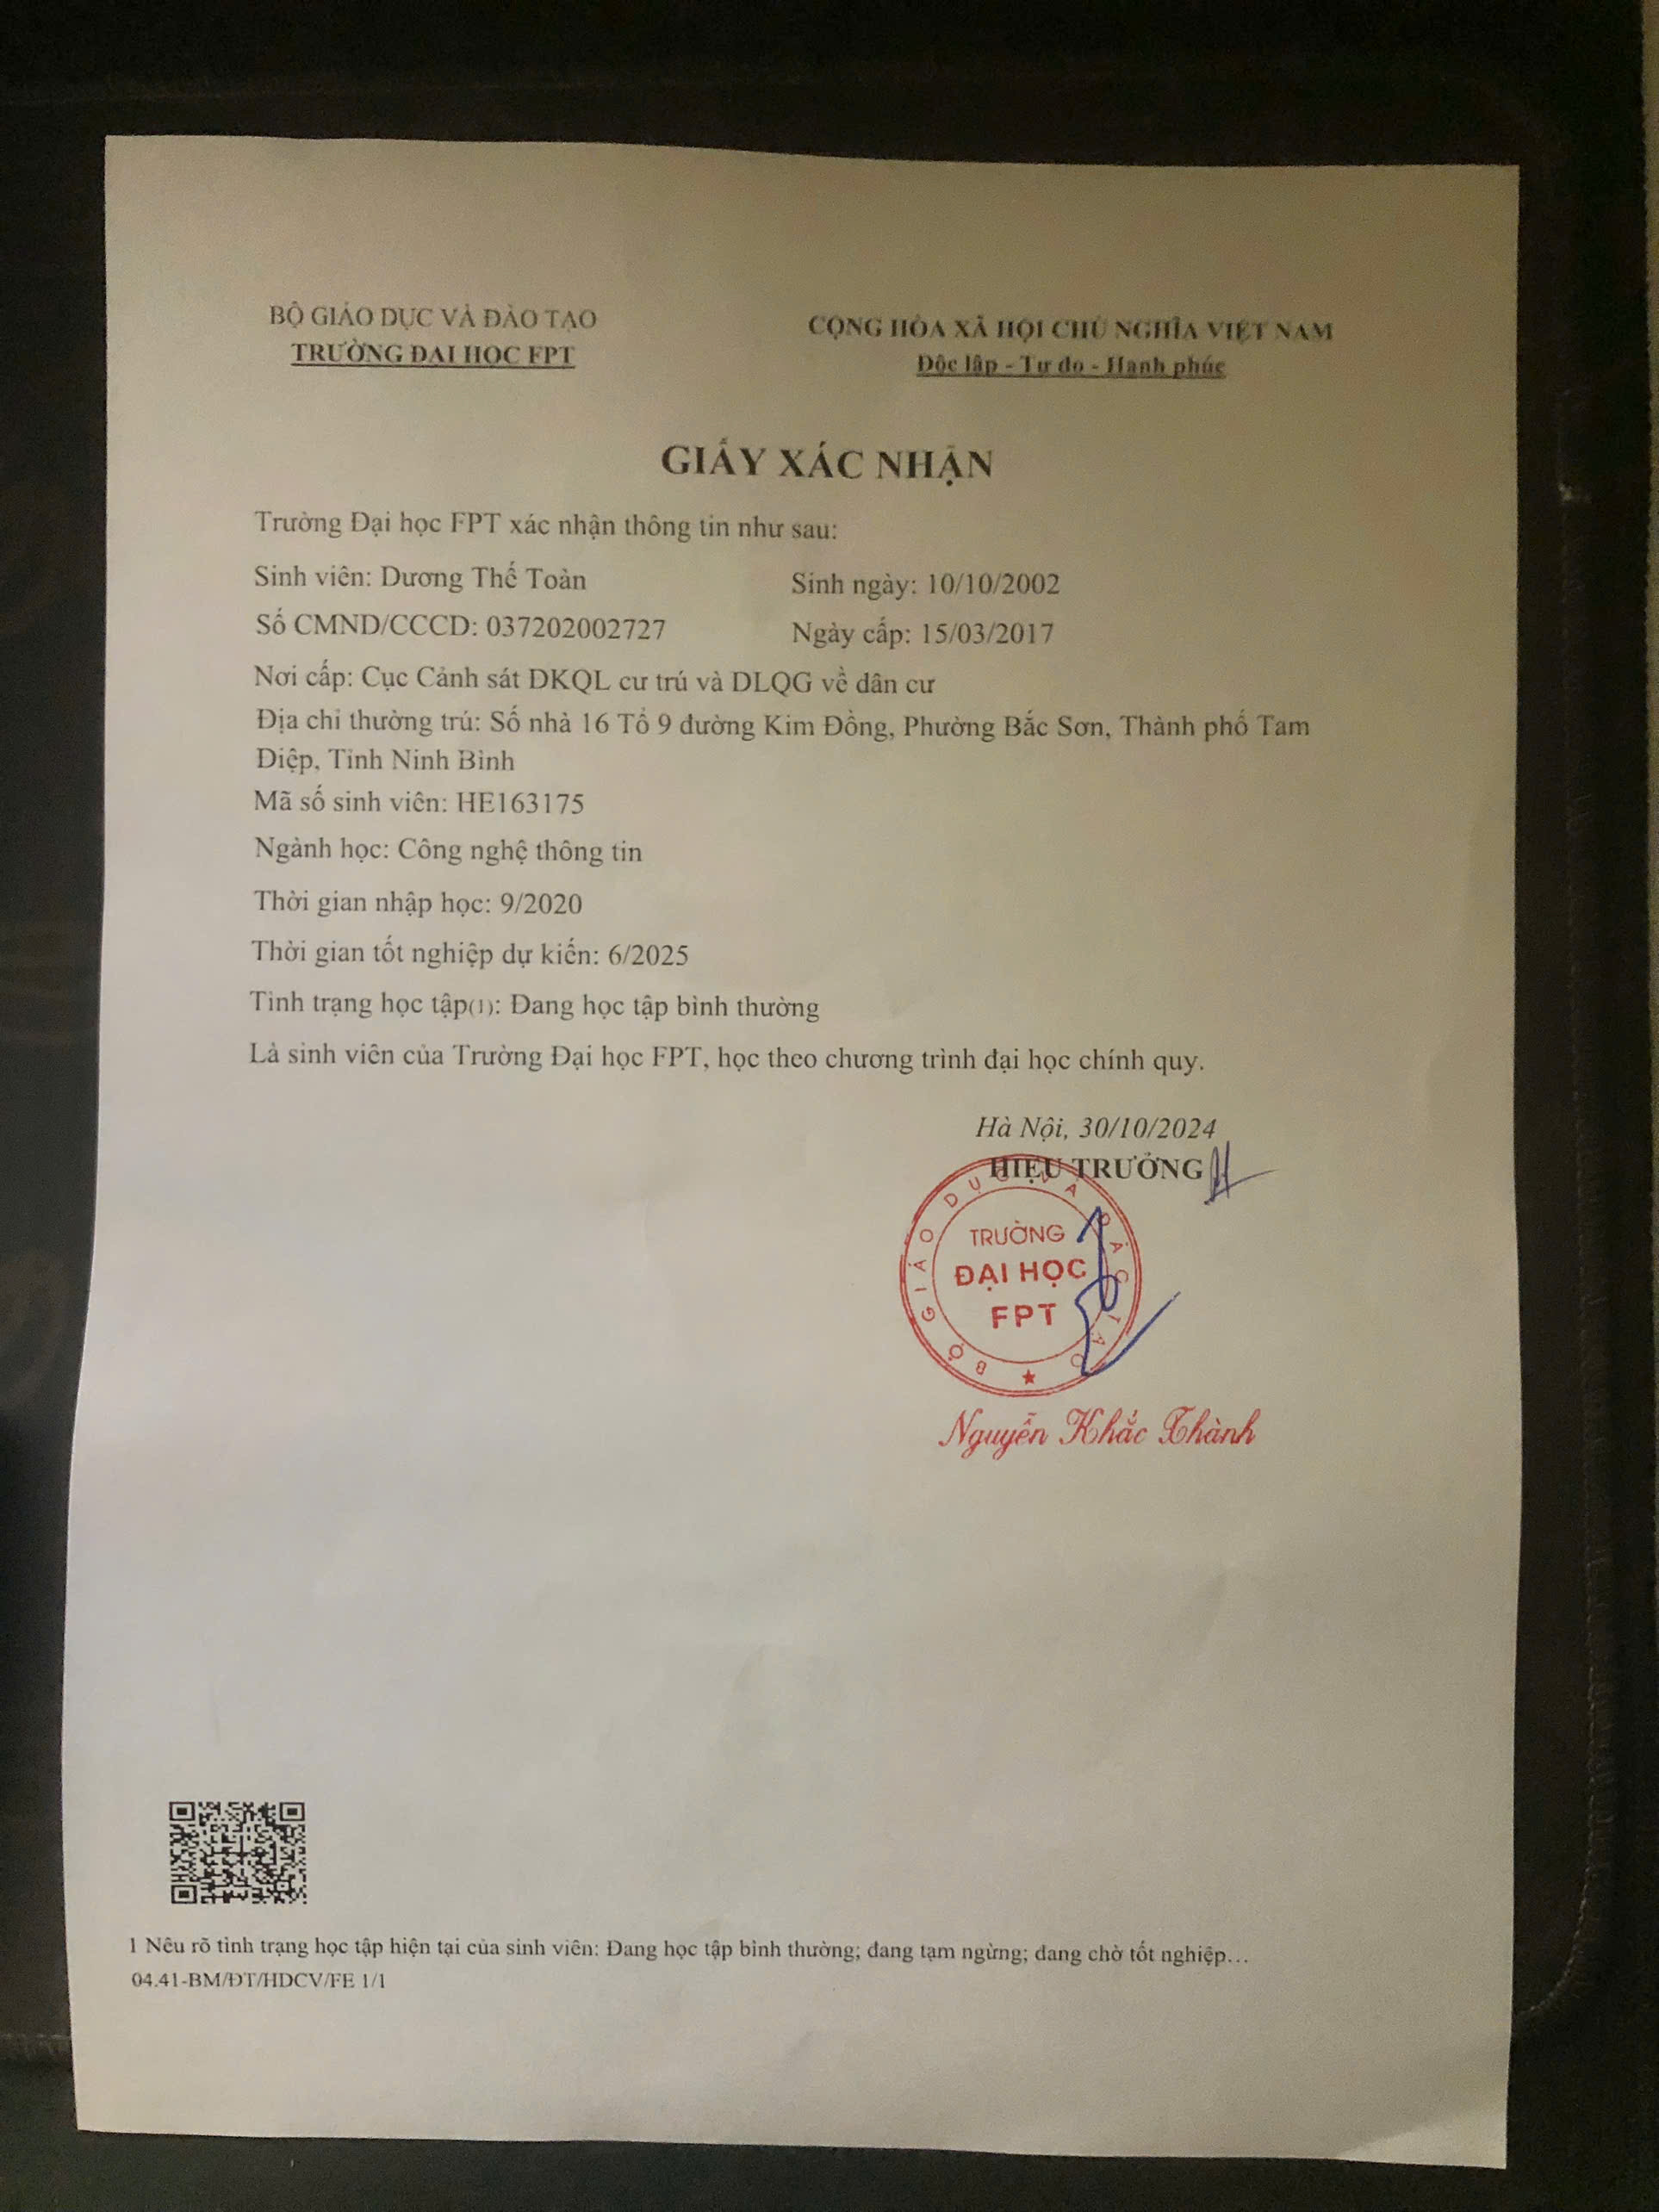 BỘ GIÁO DỤC VÀ ĐÀO TẠO
TRƯỜNG ĐẠI HỌC FPT
CỘNG HÒA XÃ HỘI CHỦ NGHĨA VIỆT NAM
Độc lập - Tự do - Hạnh phúc
GIẤY XÁC NHẬN
Trường Đại học FPT xác nhận thông tin như sau:
Sinh viên: Dương Thế Toàn Sinh ngày: 10/10/2002
Số CMND/CCCD: 037202002727 Ngày cấp: 15/03/2017
Nơi cấp: Cục Cảnh sát DKQL cư trú và DLQG về dân cư
Địa chỉ thường trú: Số nhà 16 Tổ 9 đường Kim Đồng, Phường Bắc Sơn, Thành phố Tam
Diệp, Tỉnh Ninh Bình
Mã số sinh viên: HE163175
Ngành học: Công nghệ thông tin
Thời gian nhập học: 9/2020
Thời gian tốt nghiệp dự kiến: 6/2025
Tình trạng học tập(1): Đang học tập bình thường
Là sinh viên của Trường Đại học FPT, học theo chương trình đại học chính quy.
Hà Nội, 30/10/2024
HIỆU TRƯỞNG
BỘ GIÁO DỤC VÀ ĐÀO TẠO
TRƯỜNG
ĐẠI HỌC
FPT
Nguyễn Khắc Thành
1 Nêu rõ tình trạng học tập hiện tại của sinh viên: Đang học tập bình thường; đang tạm ngừng; đang chờ tốt nghiệp...
04.41-BM/ĐT/HDCV/FE 1/1